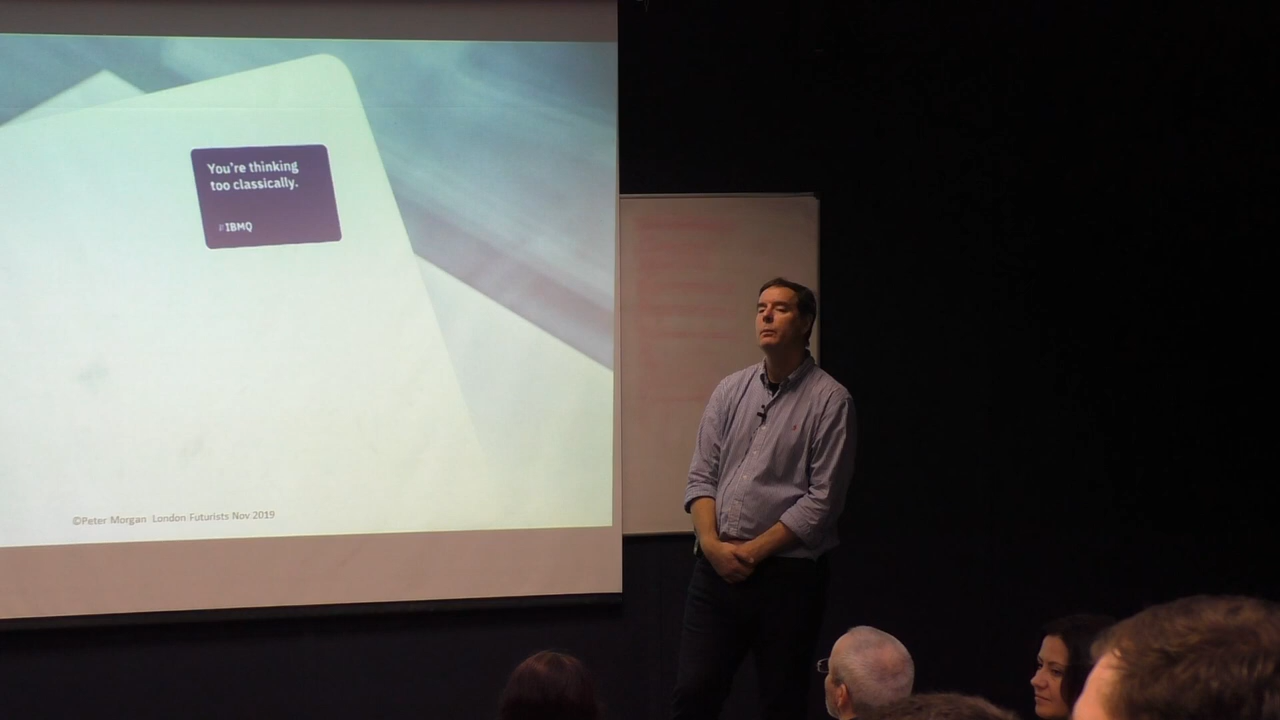 You're thinking
too classically.
#IBMQ
©Peter Morgan London Futurists Nov 2019